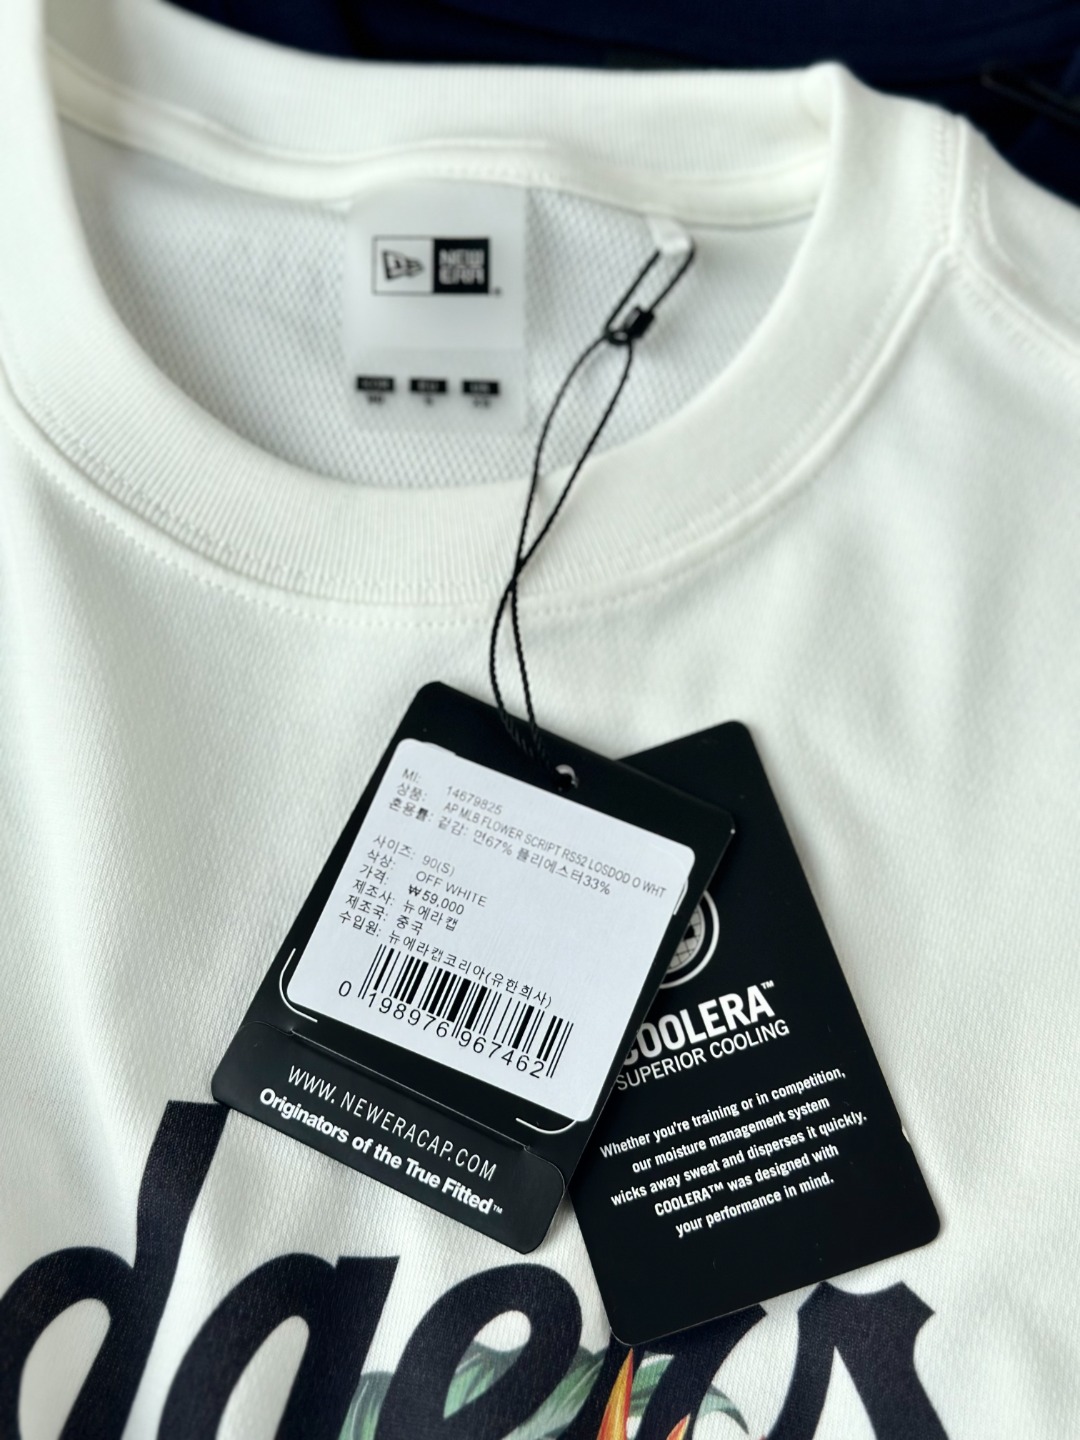 NEW
ERA
MI: 14679825
상품: AP MLB FLOWER SCRIPT RS52 LOSDOD O WHT
혼용률: 겉감: 면67% 폴리에스터33%
사이즈: 90(S)
색상: OFF WHITE
가격: ₩59,000
제조사: 뉴에라캡
제조국: 중국
수입원: 뉴에라캡코리아(유한회사)
0 198976 967462
WWW.NEWERACAP.COM
Originators of the True Fitted™
COOLERA™
SUPERIOR COOLING
Whether you're training or in competition,
our moisture management system
wicks away sweat and disperses it quickly.
COOLERA™ was designed with
your performance in mind.
dgers